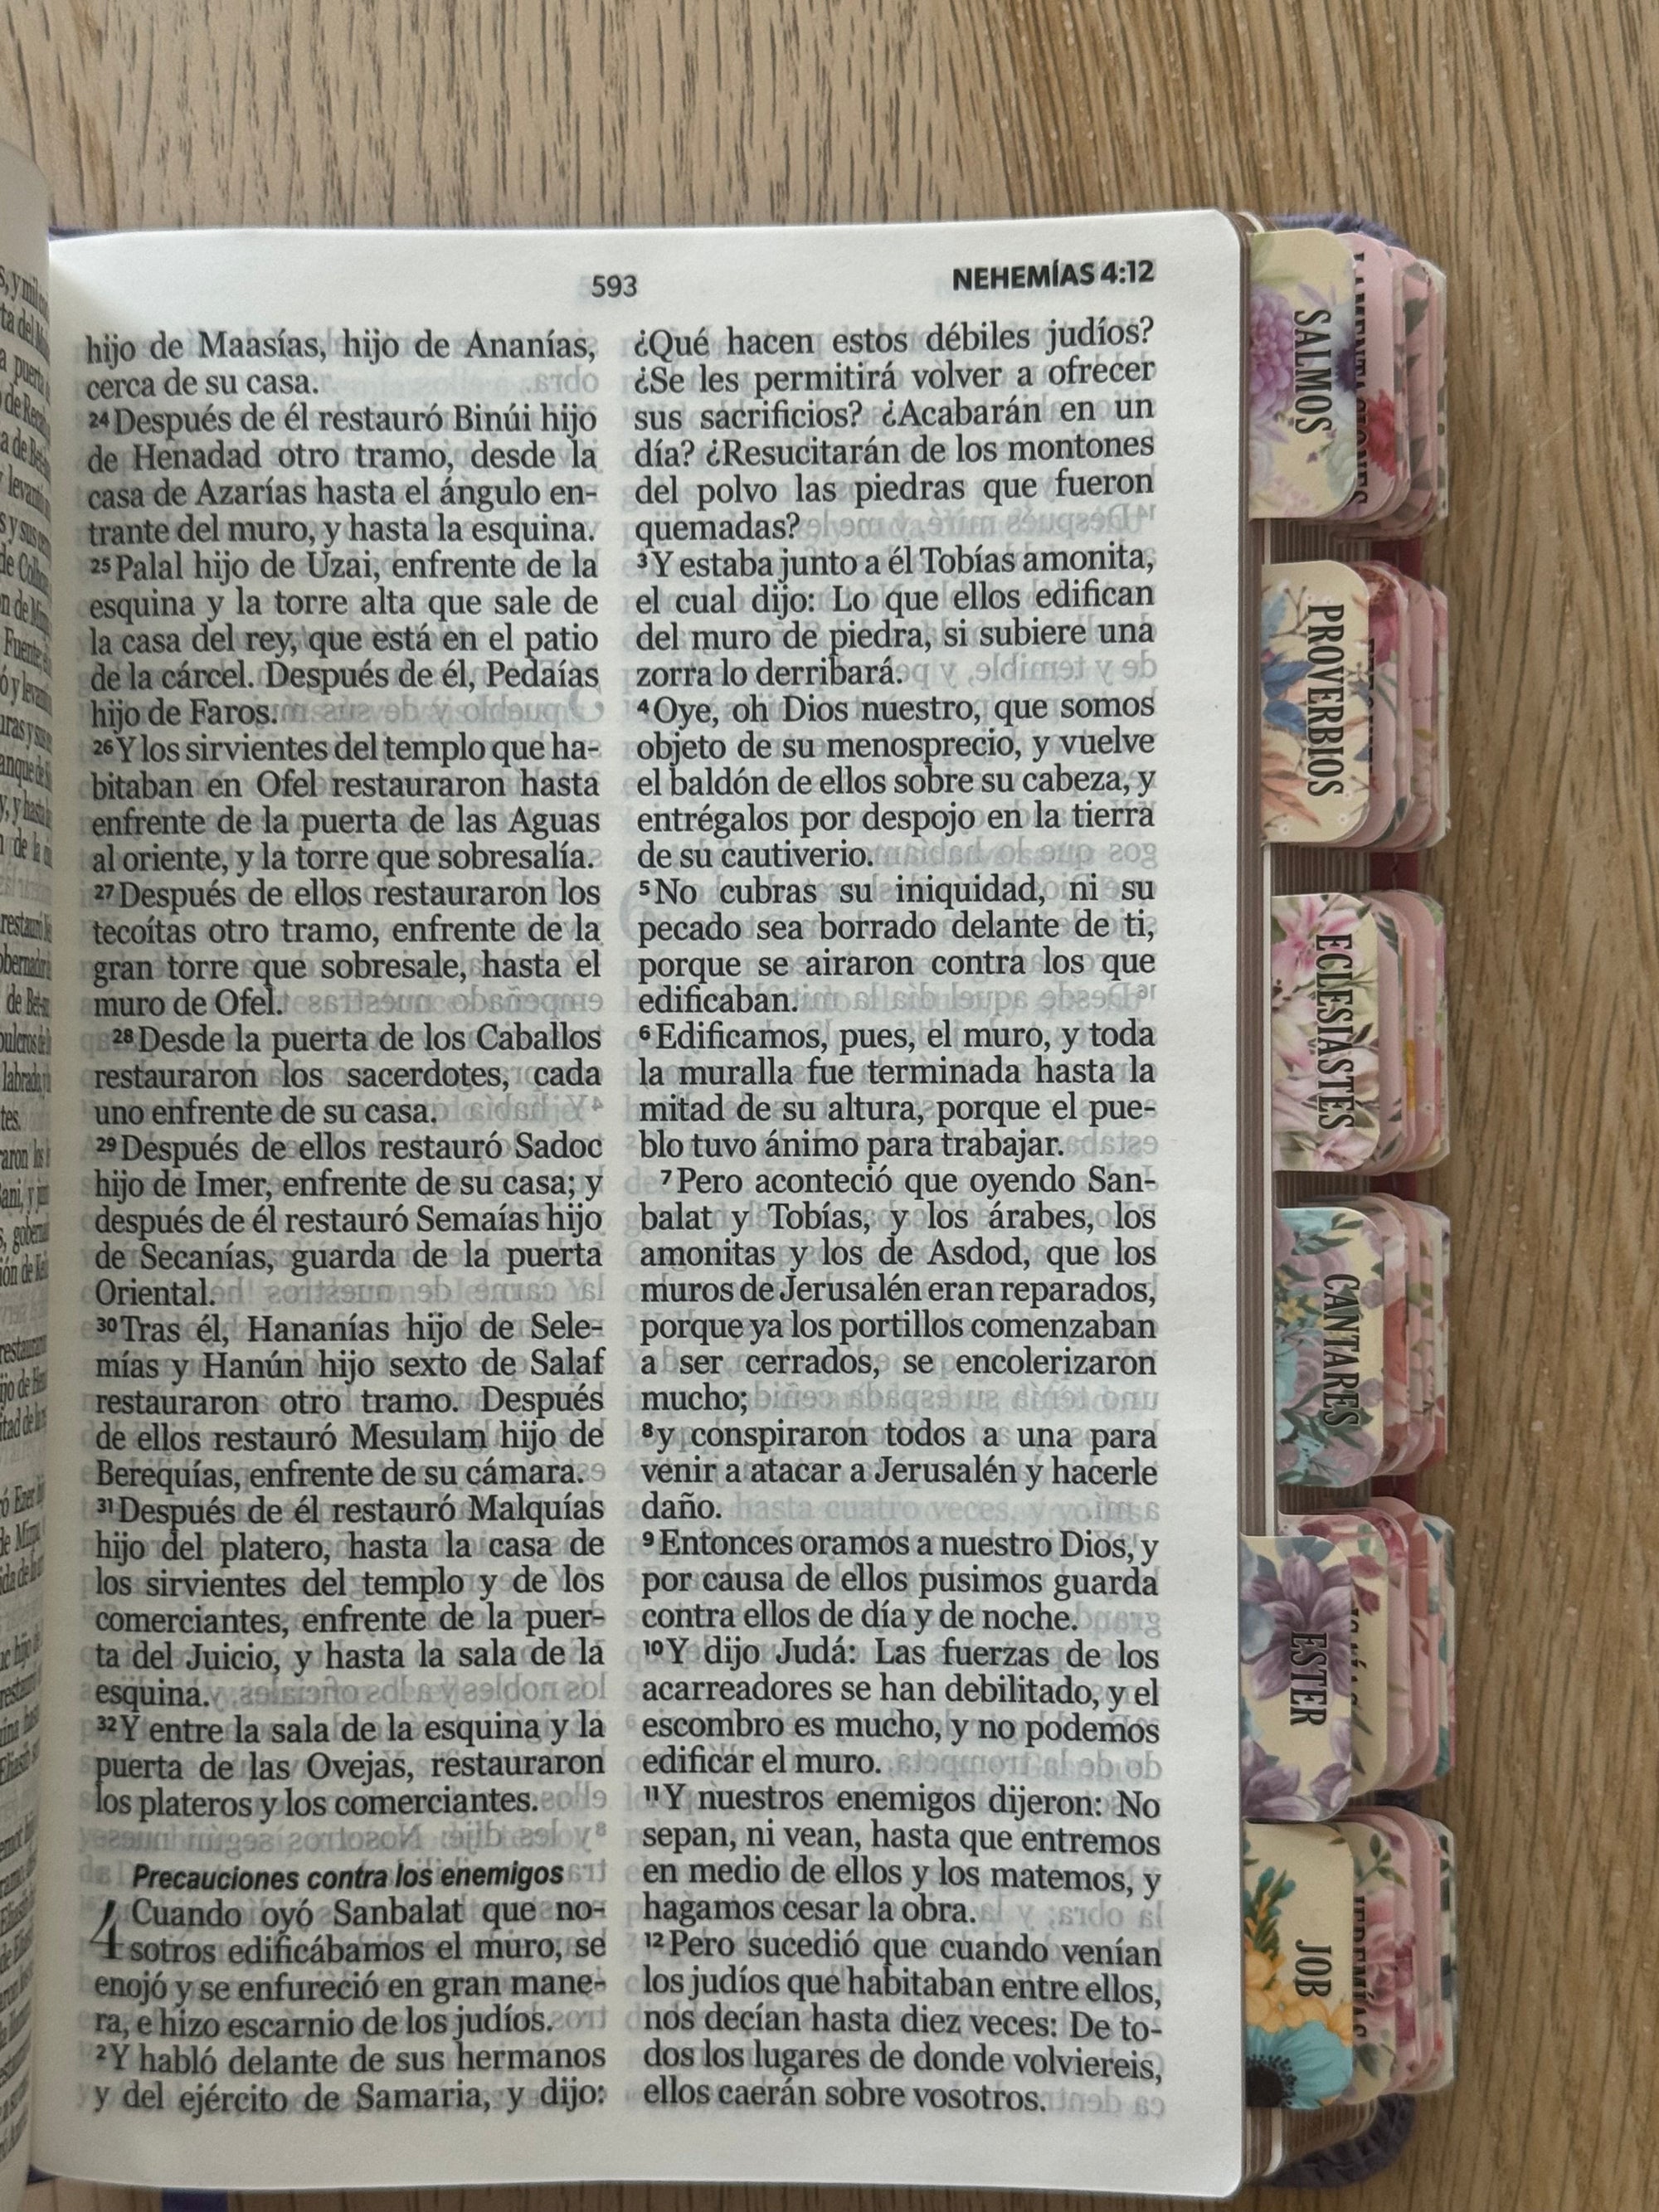 593
NEHEMÍAS 4:12
hijo de Maasías, hijo de Ananías,
cerca de su casa.
24 Después de él restauró Binúi hijo
de Henadad otro tramo, desde la
casa de Azarías hasta el ángulo en-
trante del muro, y hasta la esquina.
25 Palal hijo de Uzai, enfrente de la
esquina y la torre alta que sale de
la casa del rey, que está en el patio
de la cárcel. Después de él, Pedaías
hijo de Faros.
26 Y los sirvientes del templo que ha-
bitaban en Ofel restauraron hasta
enfrente de la puerta de las Aguas
al oriente, y la torre que sobresalía.
27 Después de ellos restauraron los
tecoítas otro tramo, enfrente de la
gran torre que sobresale, hasta el
muro de Ofel.
28 Desde la puerta de los Caballos
restauraron los sacerdotes, cada
uno enfrente de su casa.
29 Después de ellos restauró Sadoc
hijo de Imer, enfrente de su casa; y
después de él restauró Semaías hijo
de Secanías, guarda de la puerta
Oriental.
30 Tras él, Hananías hijo de Sele-
mías y Hanún hijo sexto de Salaf
restauraron otro tramo. Después
de ellos restauró Mesulam hijo de
Berequías, enfrente de su cámara.
31 Después de él restauró Malquías
hijo del platero, hasta la casa de
los sirvientes del templo y de los
comerciantes, enfrente de la puer-
ta del Juicio, y hasta la sala de la
esquina.
32 Y entre la sala de la esquina y la
puerta de las Ovejas, restauraron
los plateros y los comerciantes.
Precauciones contra los enemigos
4 Cuando oyó Sanbalat que no-
sotros edificábamos el muro, se
enojó y se enfureció en gran mane-
ra, e hizo escarnio de los judíos.
2 Y habló delante de sus hermanos
y del ejército de Samaria, y dijo:
¿Qué hacen estos débiles judíos?
¿Se les permitirá volver a ofrecer
sus sacrificios? ¿Acabarán en un
día? ¿Resucitarán de los montones
del polvo las piedras que fueron
quemadas?
3 Y estaba junto a él Tobías amonita,
el cual dijo: Lo que ellos edifican
del muro de piedra, si subiere una
zorra lo derribará.
4 Oye, oh Dios nuestro, que somos
objeto de su menosprecio, y vuelve
el baldón de ellos sobre su cabeza, y
entrégalos por despojo en la tierra
de su cautiverio.
5 No cubras su iniquidad, ni su
pecado sea borrado delante de ti,
porque se airaron contra los que
edificaban.
6 Edificamos, pues, el muro, y toda
la muralla fue terminada hasta la
mitad de su altura, porque el pue-
blo tuvo ánimo para trabajar.
7 Pero aconteció que oyendo San-
balat y Tobías, y los árabes, los
amonitas y los de Asdod, que los
muros de Jerusalén eran reparados,
porque ya los portillos comenzaban
a ser cerrados, se encolerizaron
mucho;
8 y conspiraron todos a una para
venir a atacar a Jerusalén y hacerle
daño.
9 Entonces oramos a nuestro Dios, y
por causa de ellos pusimos guarda
contra ellos de día y de noche.
10 Y dijo Judá: Las fuerzas de los
acarreadores se han debilitado, y el
escombro es mucho, y no podemos
edificar el muro.
11 Y nuestros enemigos dijeron: No
sepan, ni vean, hasta que entremos
en medio de ellos y los matemos, y
hagamos cesar la obra.
12 Pero sucedió que cuando venían
los judíos que habitaban entre ellos,
nos decían hasta diez veces: De to-
dos los lugares de donde volviereis,
ellos caerán sobre vosotros.
SALMOS
PROVERBIOS
ECLESIASTÉS
CANTARES
ESTER
JOB